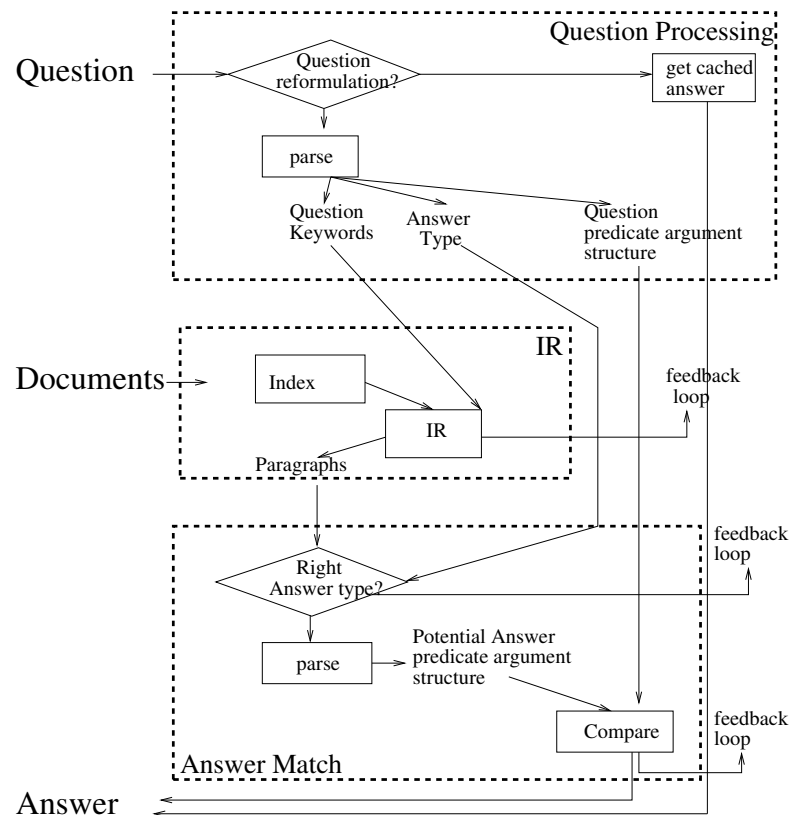 Question Processing
Question
Question
reformulation?
get cached
answer
parse
Question
Keywords
Answer
Type
Question
predicate argument
structure
IR
Documents
Index
IR
feedback
loop
Paragraphs
feedback
loop
Right
Answer type?
parse
Potential Answer
predicate argument
structure
Compare
feedback
loop
Answer Match
Answer